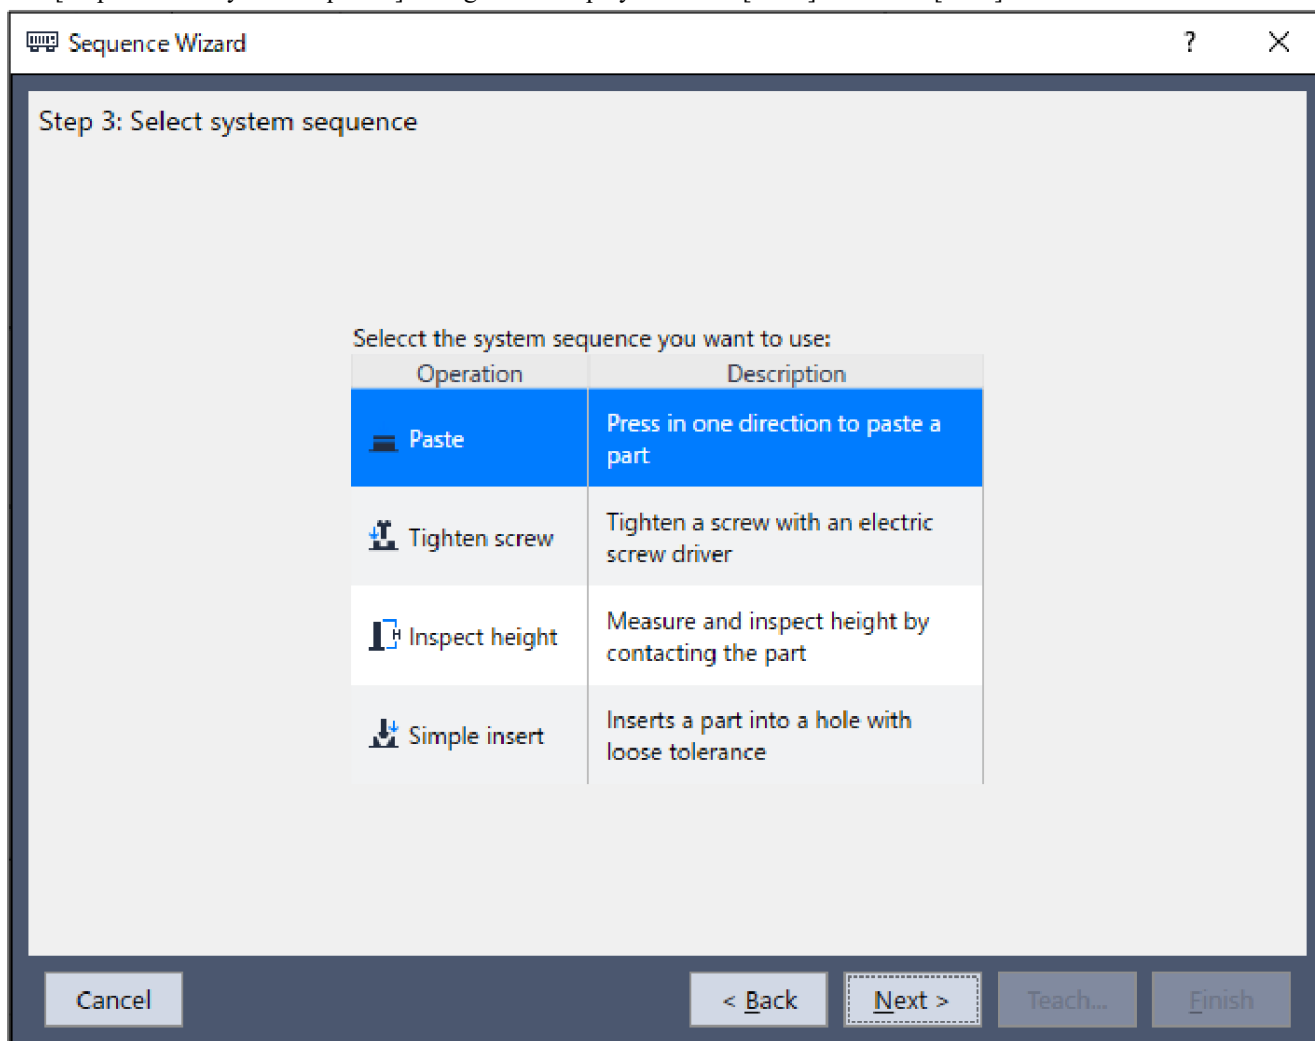 Sequence Wizard
? ×
Step 3: Select system sequence
Selecct the system sequence you want to use:
Operation Description
Paste Press in one direction to paste a
part
Tighten screw Tighten a screw with an electric
screw driver
Inspect height Measure and inspect height by
contacting the part
Simple insert Inserts a part into a hole with
loose tolerance
Cancel < Back Next > Teach... Finish